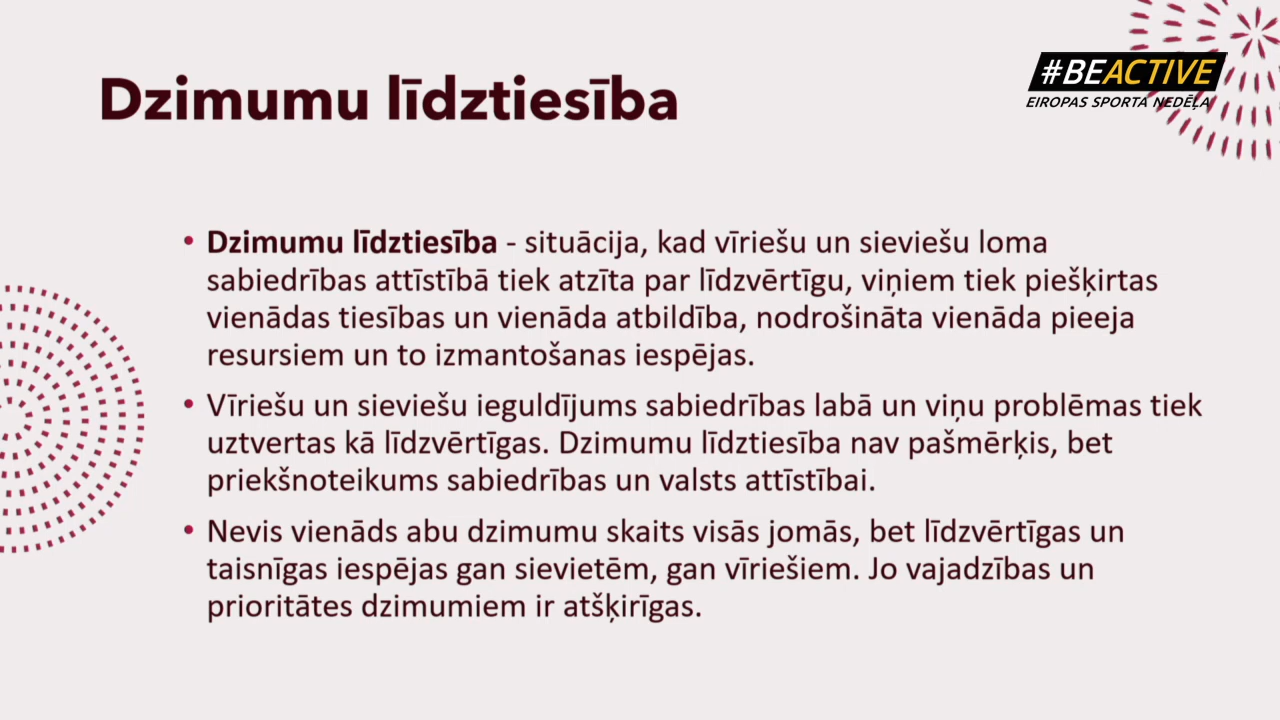 #BEACTIVE
EIROPAS SPORTA NEDĒĻA
Dzimumu līdztiesība
• Dzimumu līdztiesība - situācija, kad vīriešu un sieviešu loma
sabiedrības attīstībā tiek atzīta par līdzvērtīgu, viņiem tiek piešķirtas
vienādas tiesības un vienāda atbildība, nodrošināta vienāda pieeja
resursiem un to izmantošanas iespējas.
• Vīriešu un sieviešu ieguldījums sabiedrības labā un viņu problēmas tiek
uztvertas kā līdzvērtīgas. Dzimumu līdztiesība nav pašmērķis, bet
priekšnoteikums sabiedrības un valsts attīstībai.
• Nevis vienāds abu dzimumu skaits visās jomās, bet līdzvērtīgas un
taisnīgas iespējas gan sievietēm, gan vīriešiem. Jo vajadzības un
prioritātes dzimumiem ir atšķirīgas.